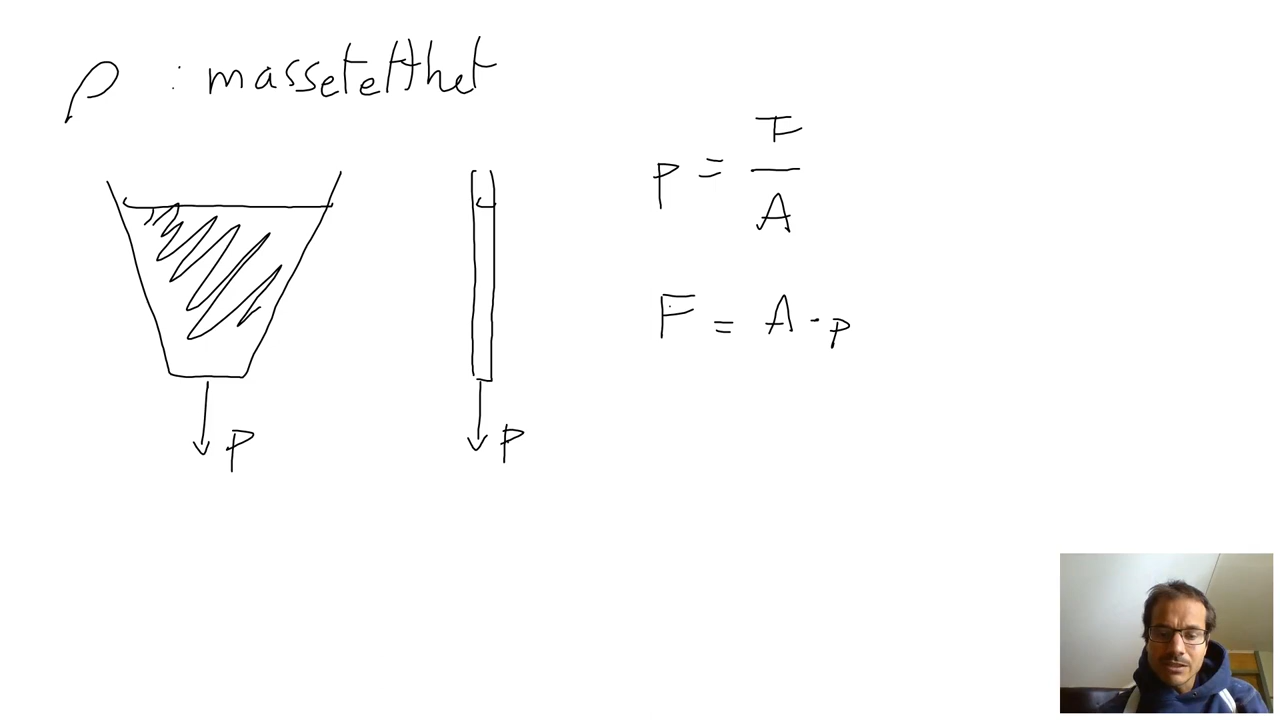 ρ : massetetthet
p = F / A
F = A · p
p
p